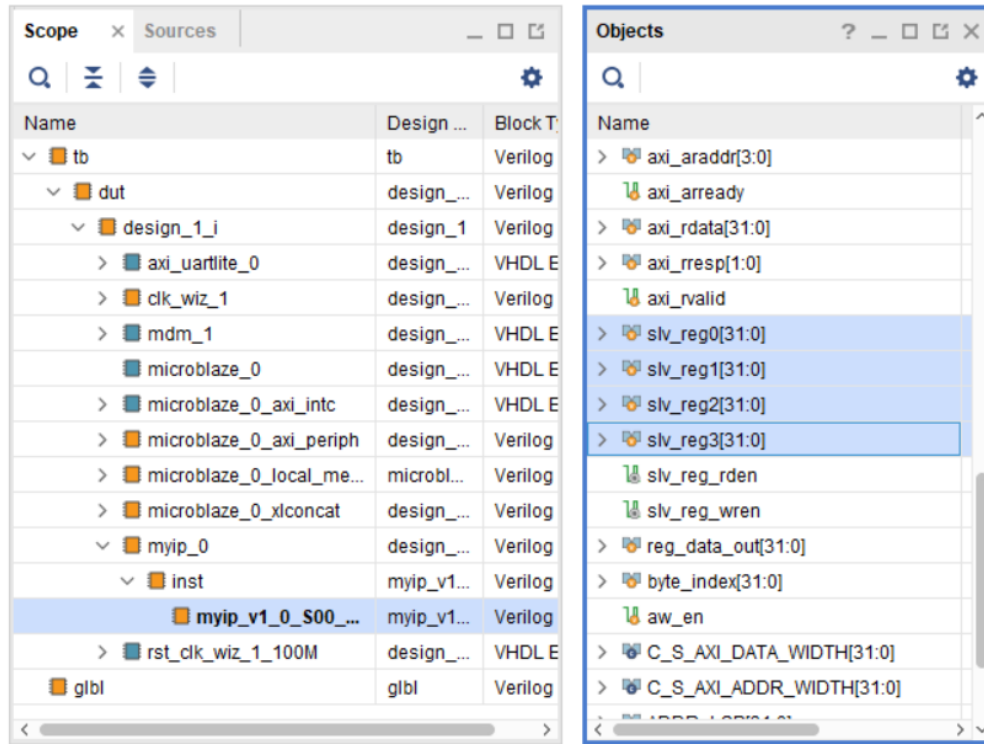 Scope × Sources
Name Design ... Block T
tb tb Verilog
dut design_... Verilog
design_1_i design_1 Verilog
axi_uartlite_0 design_... VHDL E
clk_wiz_1 design_... Verilog
mdm_1 design_... VHDL E
microblaze_0 design_... VHDL E
microblaze_0_axi_intc design_... VHDL E
microblaze_0_axi_periph design_... Verilog
microblaze_0_local_me... microbl... Verilog
microblaze_0_xlconcat design_... Verilog
myip_0 design_... Verilog
inst myip_v1... Verilog
myip_v1_0_S00_... myip_v1... Verilog
rst_clk_wiz_1_100M design_... VHDL E
glbl glbl Verilog
Objects ?
Name
axi_araddr[3:0]
axi_arready
axi_rdata[31:0]
axi_rresp[1:0]
axi_rvalid
slv_reg0[31:0]
slv_reg1[31:0]
slv_reg2[31:0]
slv_reg3[31:0]
slv_reg_rden
slv_reg_wren
reg_data_out[31:0]
byte_index[31:0]
aw_en
C_S_AXI_DATA_WIDTH[31:0]
C_S_AXI_ADDR_WIDTH[31:0]